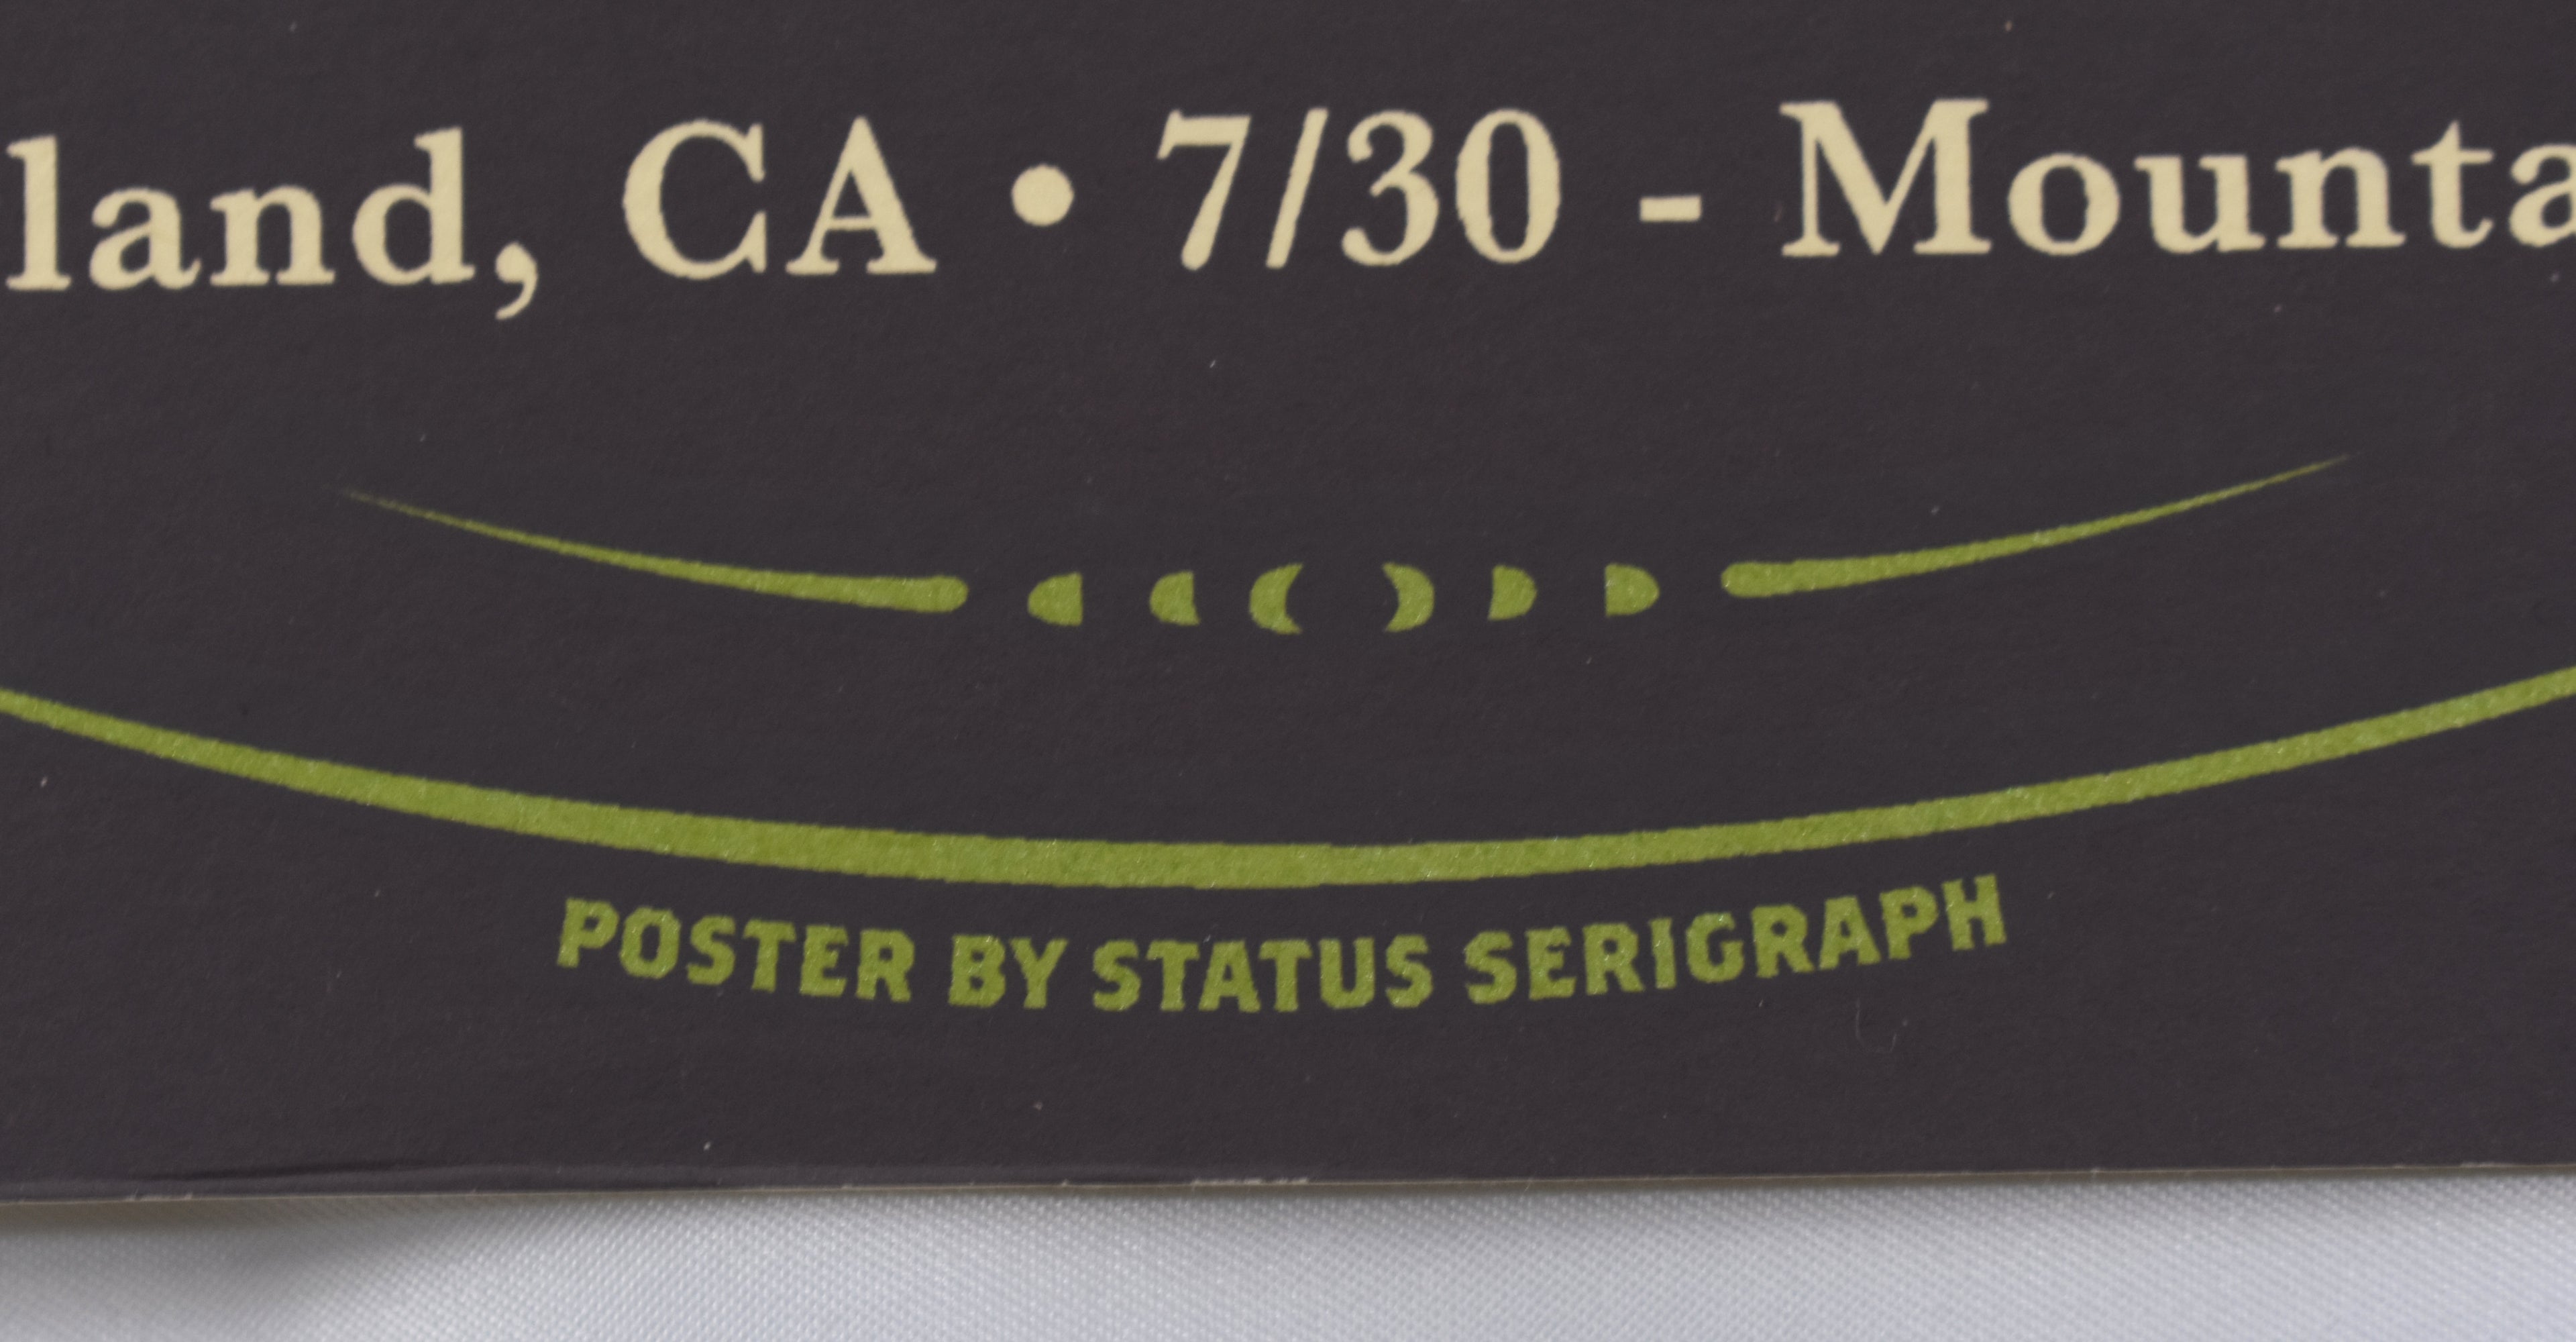 land, CA • 7/30 - Mounta
POSTER BY STATUS SERIGRAPH